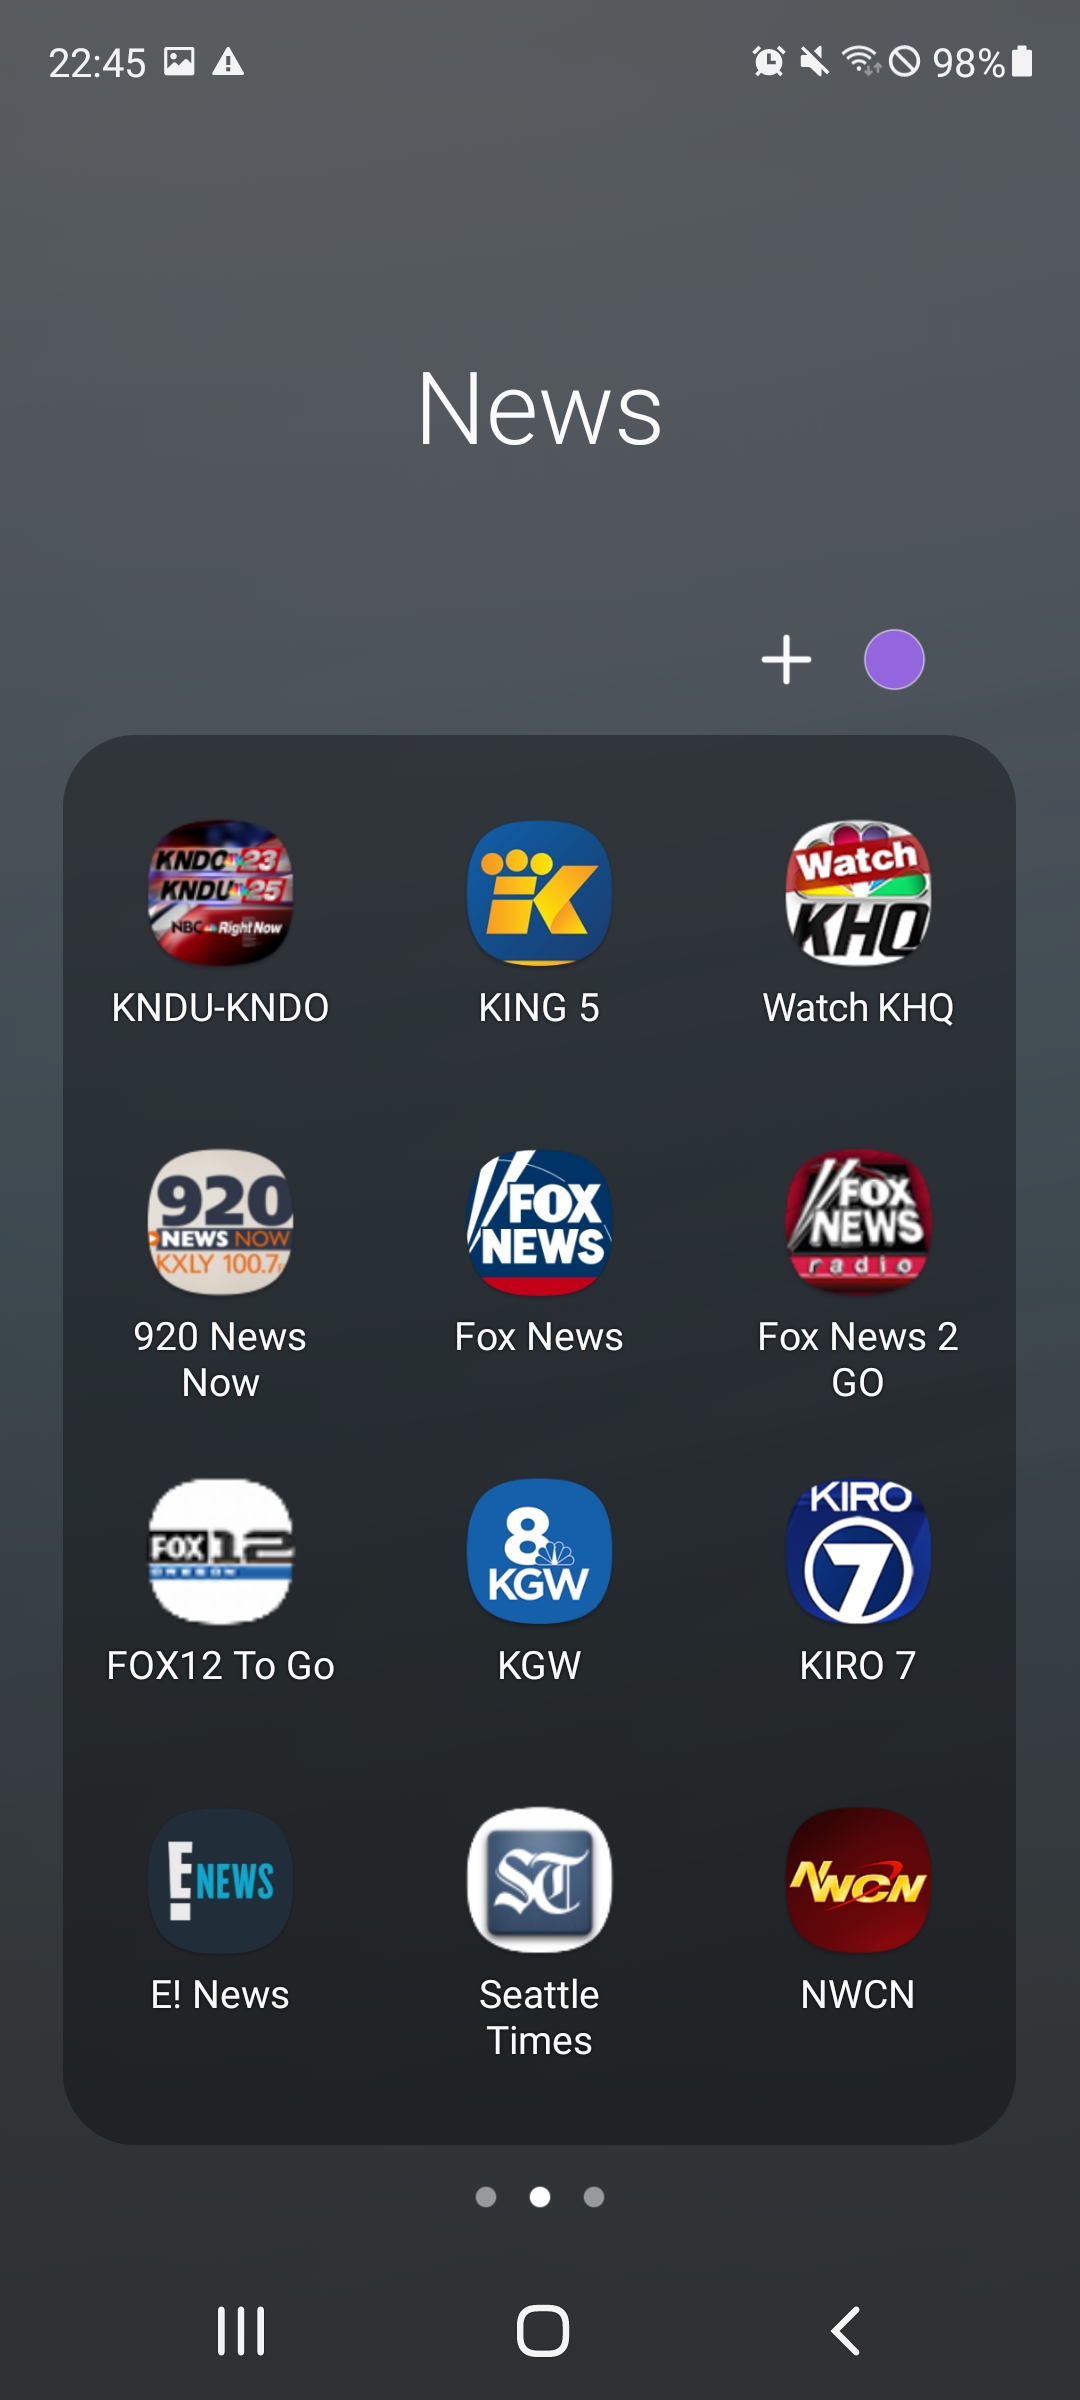 22:45
98%
News
KNDO 23
KNDU 25
NBC Right Now
KNDU-KNDO
K
KING 5
Watch
KHQ
Watch KHQ
920
NEWS NOW
KXLY 100.7
920 News
Now
FOX
NEWS
Fox News
FOX
NEWS
radio
Fox News 2
GO
FOX 12
OREGON
FOX12 To Go
8
KGW
KGW
KIRO
7
KIRO 7
E! NEWS
E! News
ST
Seattle
Times
NWCN
NWCN